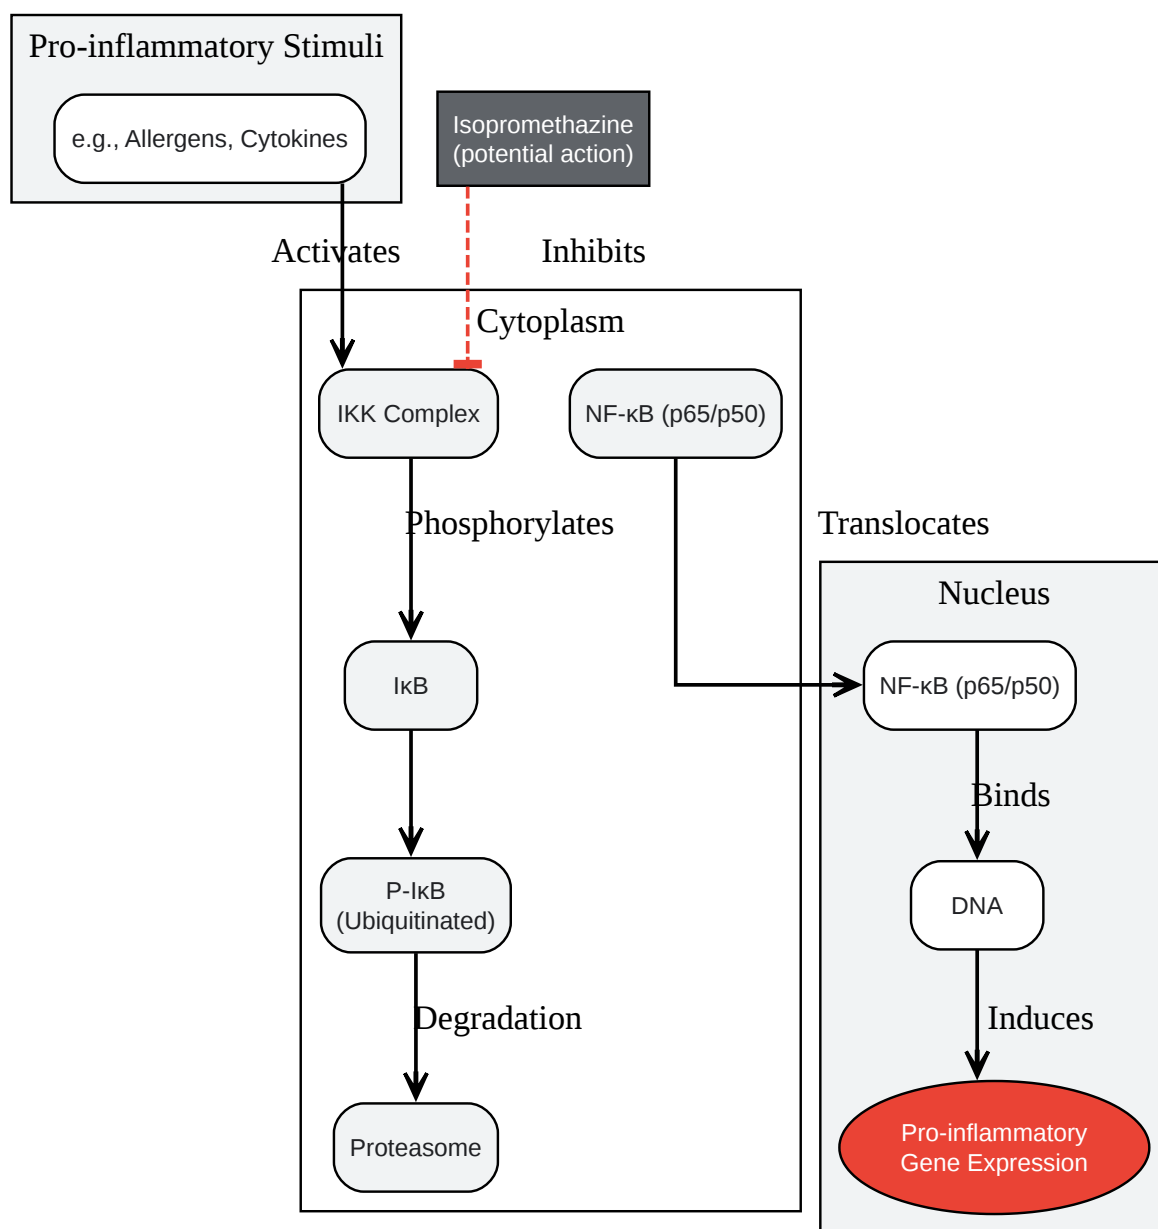 Pro-inflammatory Stimuli
e.g., Allergens, Cytokines
Isopromethazine
(potential action)
Activates
Inhibits
Cytoplasm
IKK Complex
NF-κB (p65/p50)
Phosphorylates
Translocates
Nucleus
IκB
NF-κB (p65/p50)
Binds
P-IκB
(Ubiquitinated)
DNA
Degradation
Induces
Proteasome
Pro-inflammatory
Gene Expression